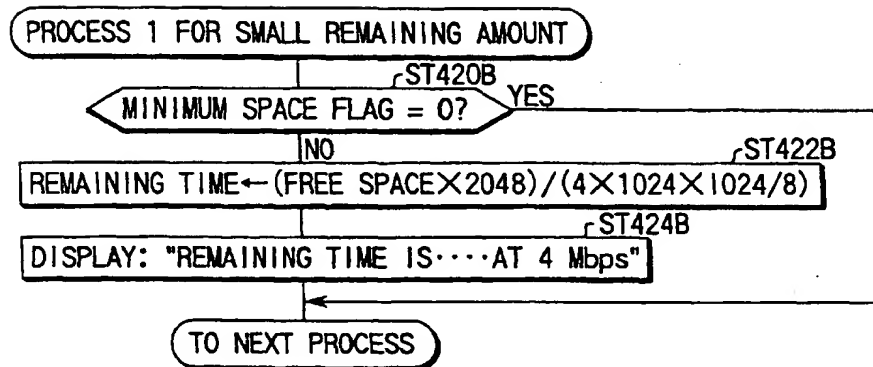 PROCESS 1 FOR SMALL REMAINING AMOUNT
ST420B
MINIMUM SPACE FLAG = 0?
YES
NO
ST422B
REMAINING TIME←(FREE SPACE×2048)/(4×1024×1024/8)
ST424B
DISPLAY: "REMAINING TIME IS····AT 4 Mbps"
TO NEXT PROCESS